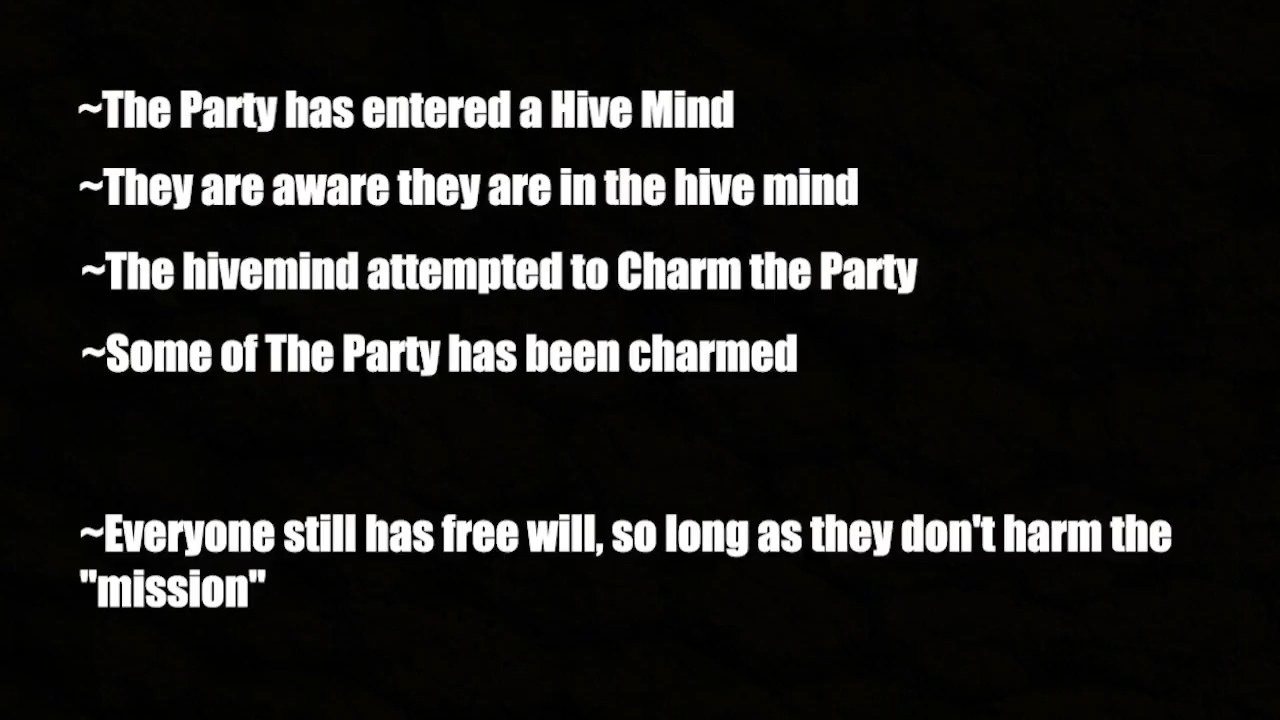 ~The Party has entered a Hive Mind
~They are aware they are in the hive mind
~The hivemind attempted to Charm the Party
~Some of The Party has been charmed
~Everyone still has free will, so long as they don't harm the
"mission"